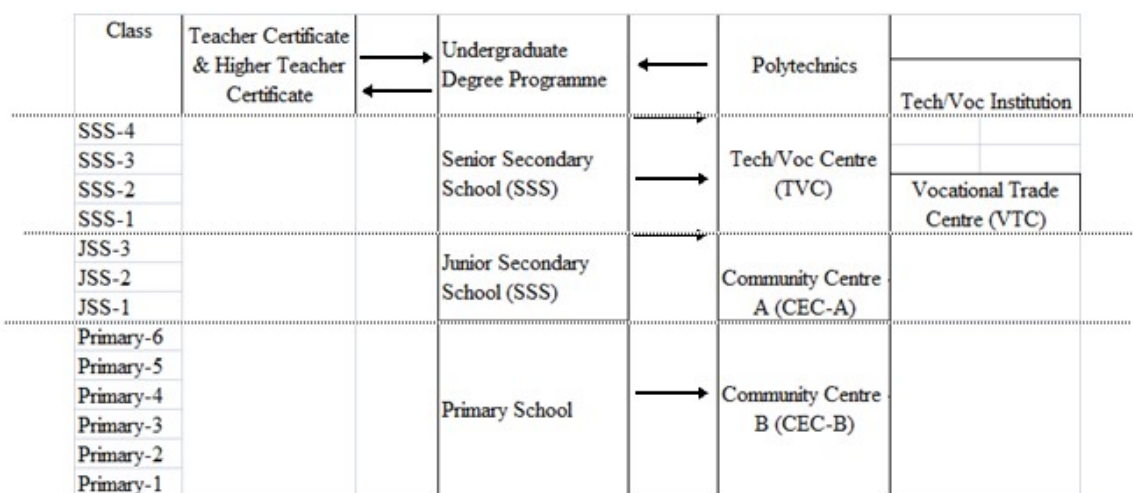 Class
Teacher Certificate
& Higher Teacher
Certificate
Undergraduate
Degree Programme
Polytechnics
Tech/Voc Institution
SSS-4
SSS-3
SSS-2
SSS-1
Senior Secondary
School (SSS)
Tech/Voc Centre
(TVC)
Vocational Trade
Centre (VTC)
JSS-3
JSS-2
JSS-1
Junior Secondary
School (SSS)
Community Centre
A (CEC-A)
Primary-6
Primary-5
Primary-4
Primary-3
Primary-2
Primary-1
Primary School
Community Centre
B (CEC-B)